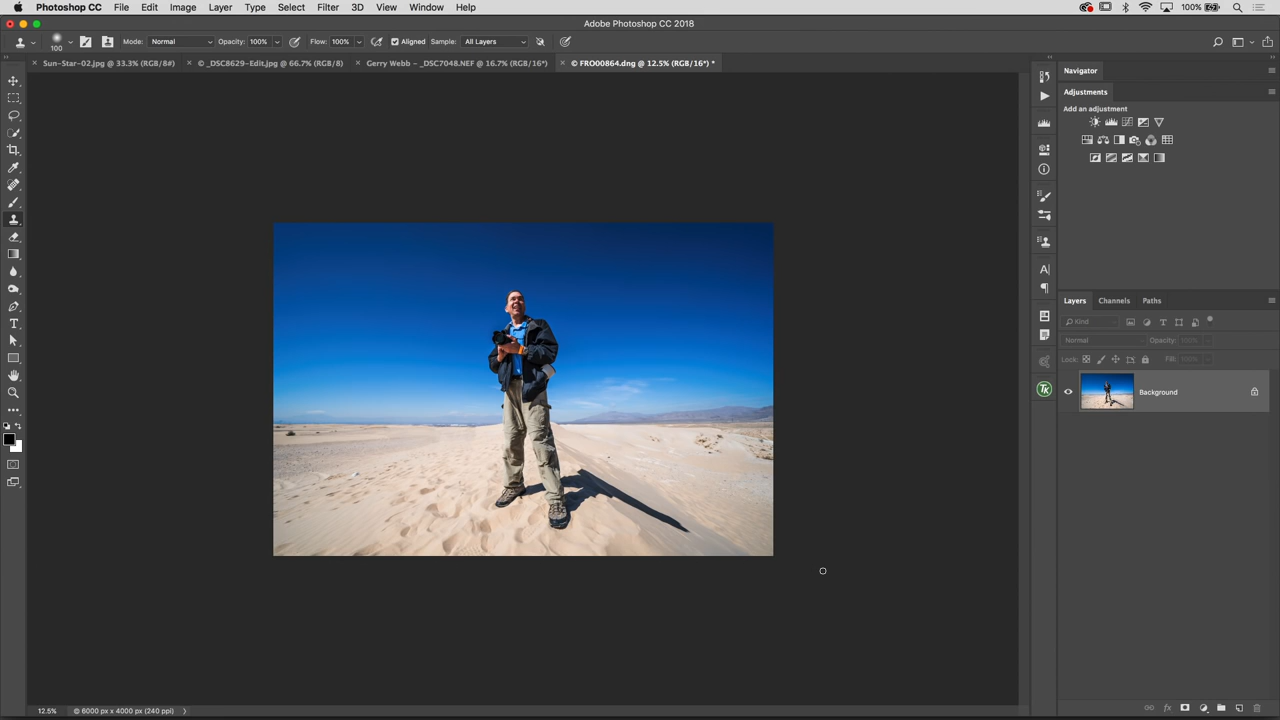 Photoshop CC File Edit Image Layer Type Select Filter 3D View Window Help 100%
Adobe Photoshop CC 2018
100 Mode: Normal Opacity: 100% Flow: 100% Aligned Sample: All Layers
Sun-Star-02.jpg @ 33.3% (RGB/8#) © _DSC8629-Edit.jpg @ 66.7% (RGB/8) Gerry Webb - _DSC7048.NEF @ 16.7% (RGB/16*) © FRO00864.dng @ 12.5% (RGB/16*) *
Navigator
Adjustments
Add an adjustment
Layers Channels Paths
Kind
Normal Opacity: 100%
Lock: Fill: 100%
TK
Background
12.5% © 6000 px x 4000 px (240 ppi)